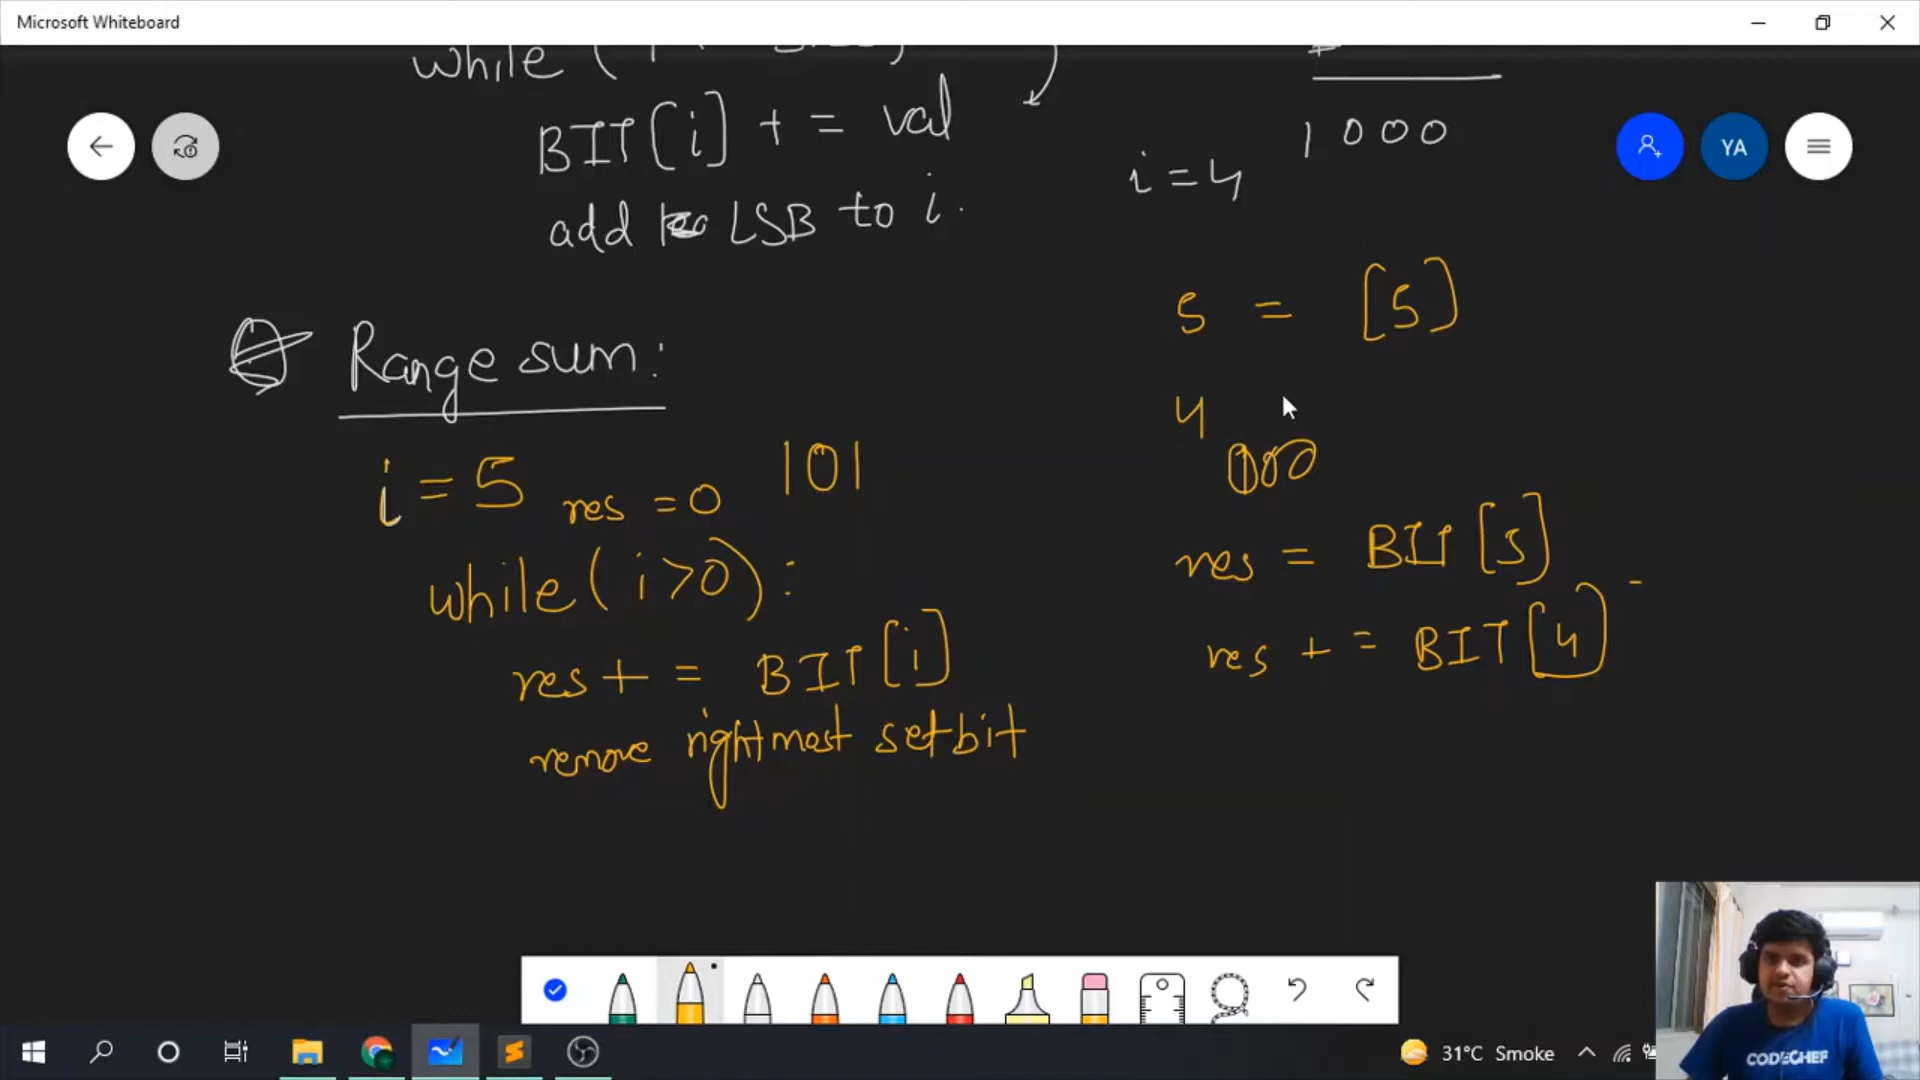 Microsoft Whiteboard
while (
BIT[i] += val
add LSB to i.
1000
i=4
YA
Range sum:
i = 5 res = 0 101
while(i>0):
res += BIT[i]
remove rightmost setbit
5 = [5]
4
100
res = BIT[5]
res += BIT[4]
31°C Smoke
CODECHEF